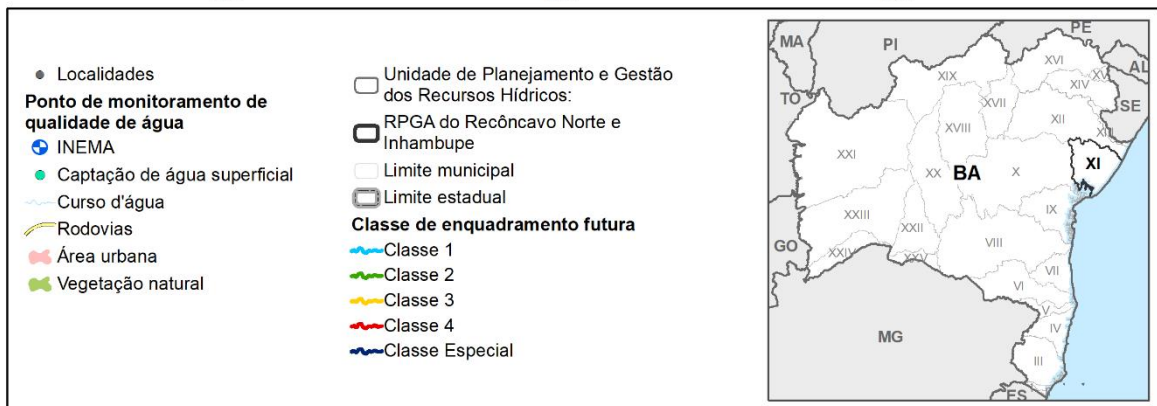 Localidades
Ponto de monitoramento de
qualidade de água
INEMA
Captação de água superficial
Curso d'água
Rodovias
Área urbana
Vegetação natural
Unidade de Planejamento e Gestão
dos Recursos Hídricos:
RPGA do Recôncavo Norte e
Inhambupe
Limite municipal
Limite estadual
Classe de enquadramento futura
Classe 1
Classe 2
Classe 3
Classe 4
Classe Especial
MA
PI
PE
AL
TO
SE
XIX
XVI
XV
XIV
XVII
XVIII
XII
XIII
XXI
XX
BA
X
XI
IX
XXIII
XXII
VIII
GO
XXIV
XXV
VII
VI
V
IV
MG
III
ES